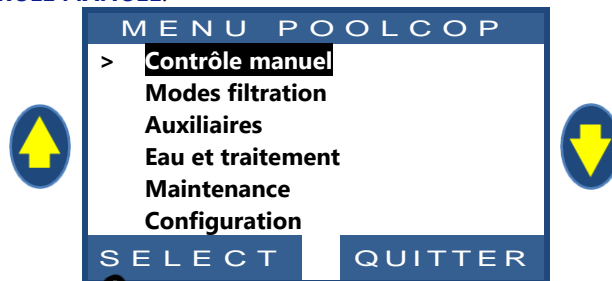 MENU POOLCOP
> Contrôle manuel
Modes filtration
Auxiliaires
Eau et traitement
Maintenance
Configuration
SELECT QUITTER